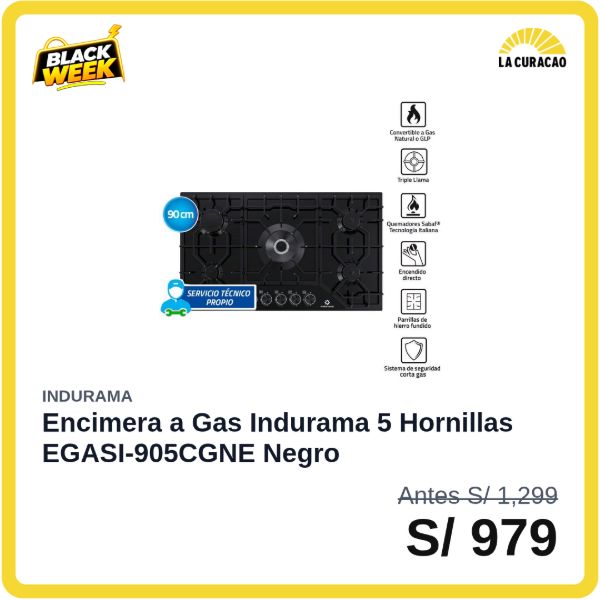 BLACK
WEEK
LA CURACAO
Convertible a Gas
Natural o GLP
Triple Llama
90cm
Quemadores Sabaf®
Tecnología Italiana
Encendido
directo
SERVICIO TÉCNICO
PROPIO
Parrillas de
hierro fundido
Sistema de seguridad
corta gas
INDURAMA
Encimera a Gas Indurama 5 Hornillas
EGASI-905CGNE Negro
Antes S/ 1,299
S/ 979